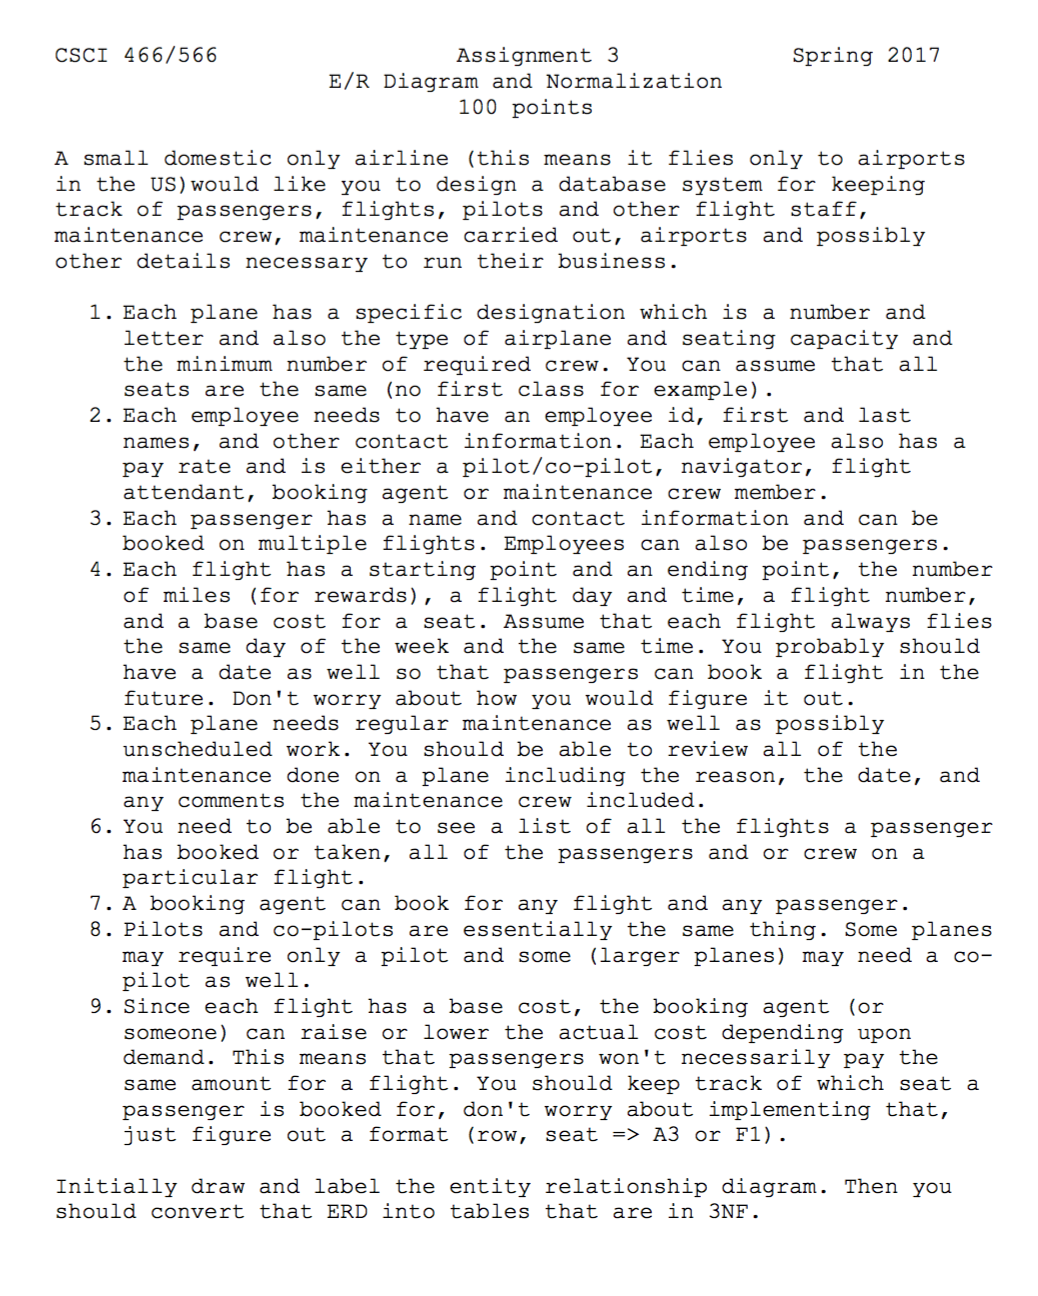 CSCI 466/566 Assignment 3 Spring 2017
E/R Diagram and Normalization
100 points
A small domestic only airline (this means it flies only to airports
in the US)would like you to design a database system for keeping
track of passengers, flights, pilots and other flight staff,
maintenance crew, maintenance carried out, airports and possibly
other details necessary to run their business.
1. Each plane has a specific designation which is a number and
letter and also the type of airplane and seating capacity and
the minimum number of required crew. You can assume that all
seats are the same (no first class for example).
2. Each employee needs to have an employee id, first and last
names, and other contact information. Each employee also has a
pay rate and is either a pilot/co-pilot, navigator, flight
attendant, booking agent or maintenance crew member.
3. Each passenger has a name and contact information and can be
booked on multiple flights. Employees can also be passengers.
4. Each flight has a starting point and an ending point, the number
of miles (for rewards), a flight day and time, a flight number,
and a base cost for a seat. Assume that each flight always flies
the same day of the week and the same time. You probably should
have a date as well so that passengers can book a flight in the
future. Don't worry about how you would figure it out.
5. Each plane needs regular maintenance as well as possibly
unscheduled work. You should be able to review all of the
maintenance done on a plane including the reason, the date, and
any comments the maintenance crew included.
6. You need to be able to see a list of all the flights a passenger
has booked or taken, all of the passengers and or crew on a
particular flight.
7. A booking agent can book for any flight and any passenger.
8. Pilots and co-pilots are essentially the same thing. Some planes
may require only a pilot and some (larger planes) may need a co-
pilot as well.
9. Since each flight has a base cost, the booking agent (or
someone) can raise or lower the actual cost depending upon
demand. This means that passengers won't necessarily pay the
same amount for a flight. You should keep track of which seat a
passenger is booked for, don't worry about implementing that,
just figure out a format (row, seat => A3 or F1).
Initially draw and label the entity relationship diagram. Then you
should convert that ERD into tables that are in 3NF.